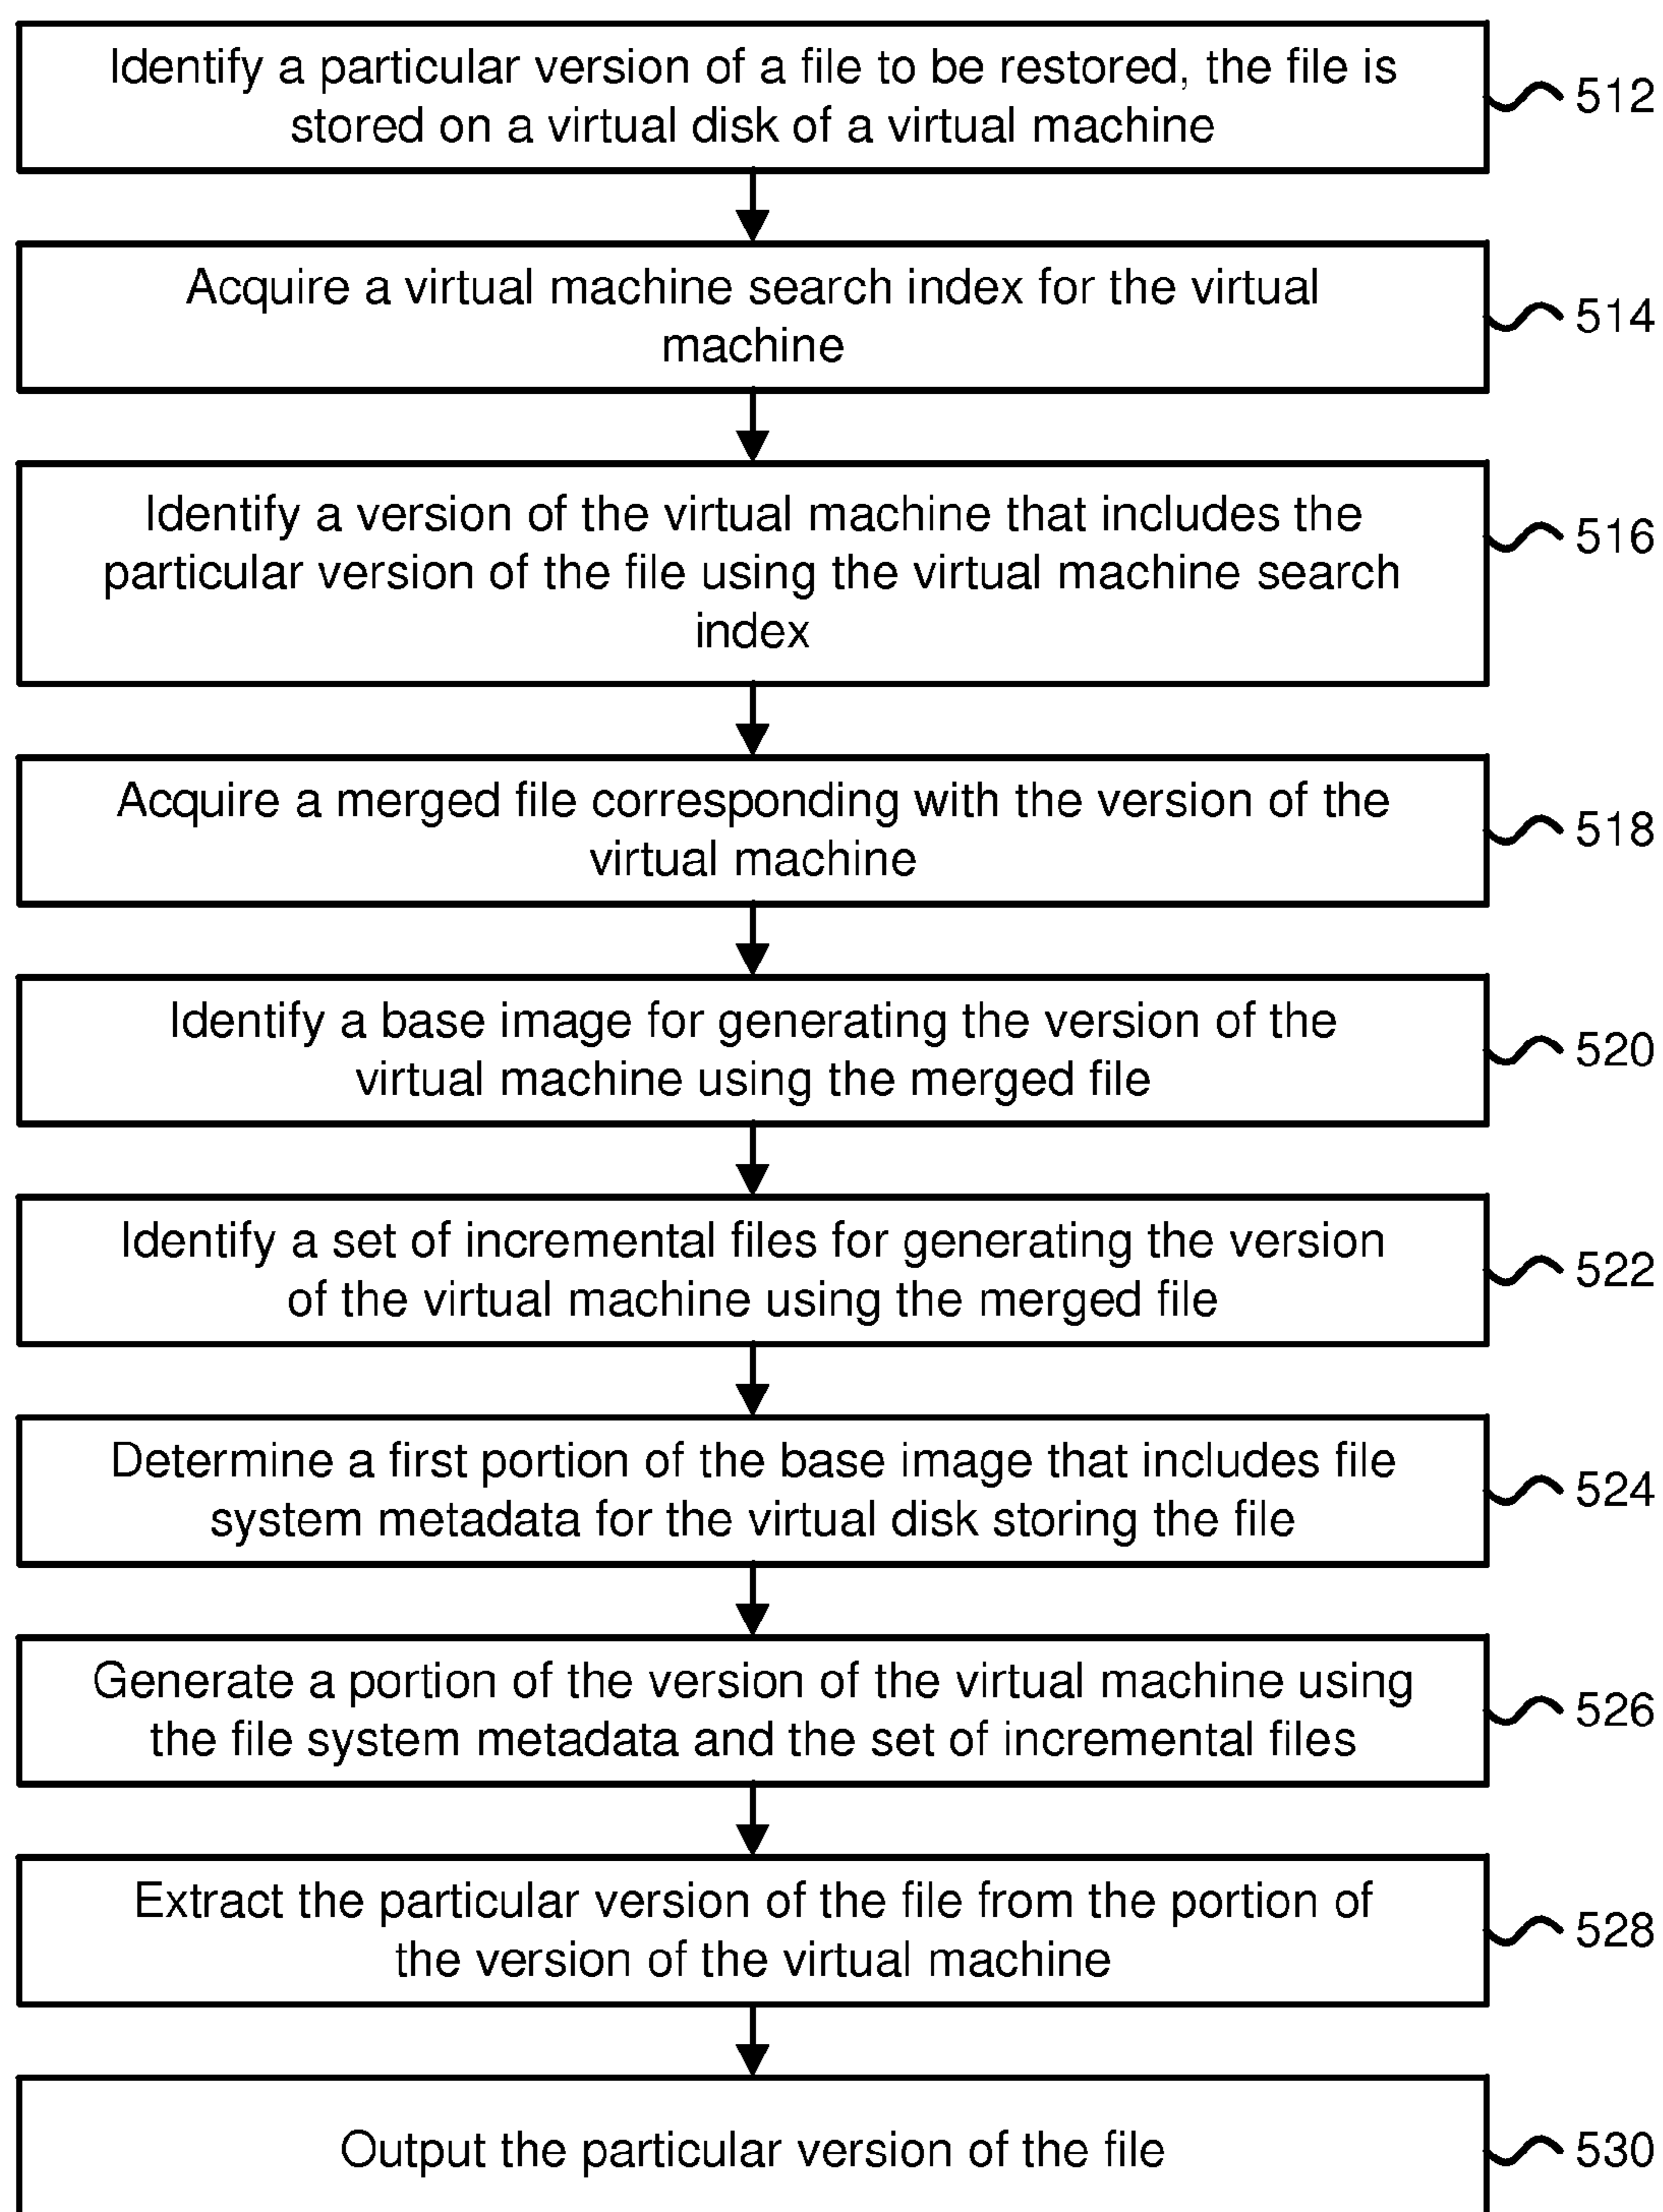 Identify a particular version of a file to be restored, the file is
stored on a virtual disk of a virtual machine
512
Acquire a virtual machine search index for the virtual
machine
514
Identify a version of the virtual machine that includes the
particular version of the file using the virtual machine search
index
516
Acquire a merged file corresponding with the version of the
virtual machine
518
Identify a base image for generating the version of the
virtual machine using the merged file
520
Identify a set of incremental files for generating the version
of the virtual machine using the merged file
522
Determine a first portion of the base image that includes file
system metadata for the virtual disk storing the file
524
Generate a portion of the version of the virtual machine using
the file system metadata and the set of incremental files
526
Extract the particular version of the file from the portion of
the version of the virtual machine
528
Output the particular version of the file
530